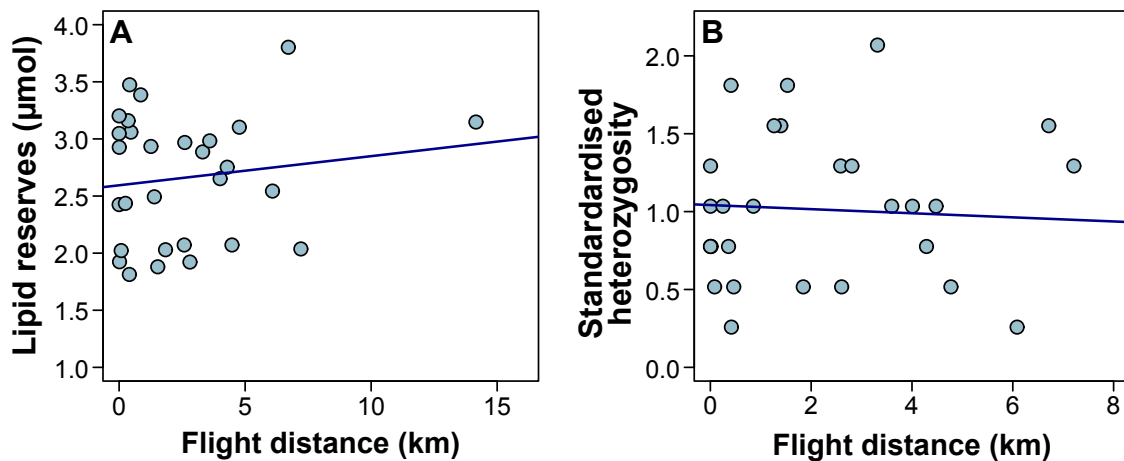 A
Lipid reserves (µmol)
4.0
3.5
3.0
2.5
2.0
1.5
1.0
0 5 10 15
Flight distance (km)
B
Standardised
heterozygosity
2.0
1.5
1.0
0.5
0.0
0 2 4 6 8
Flight distance (km)